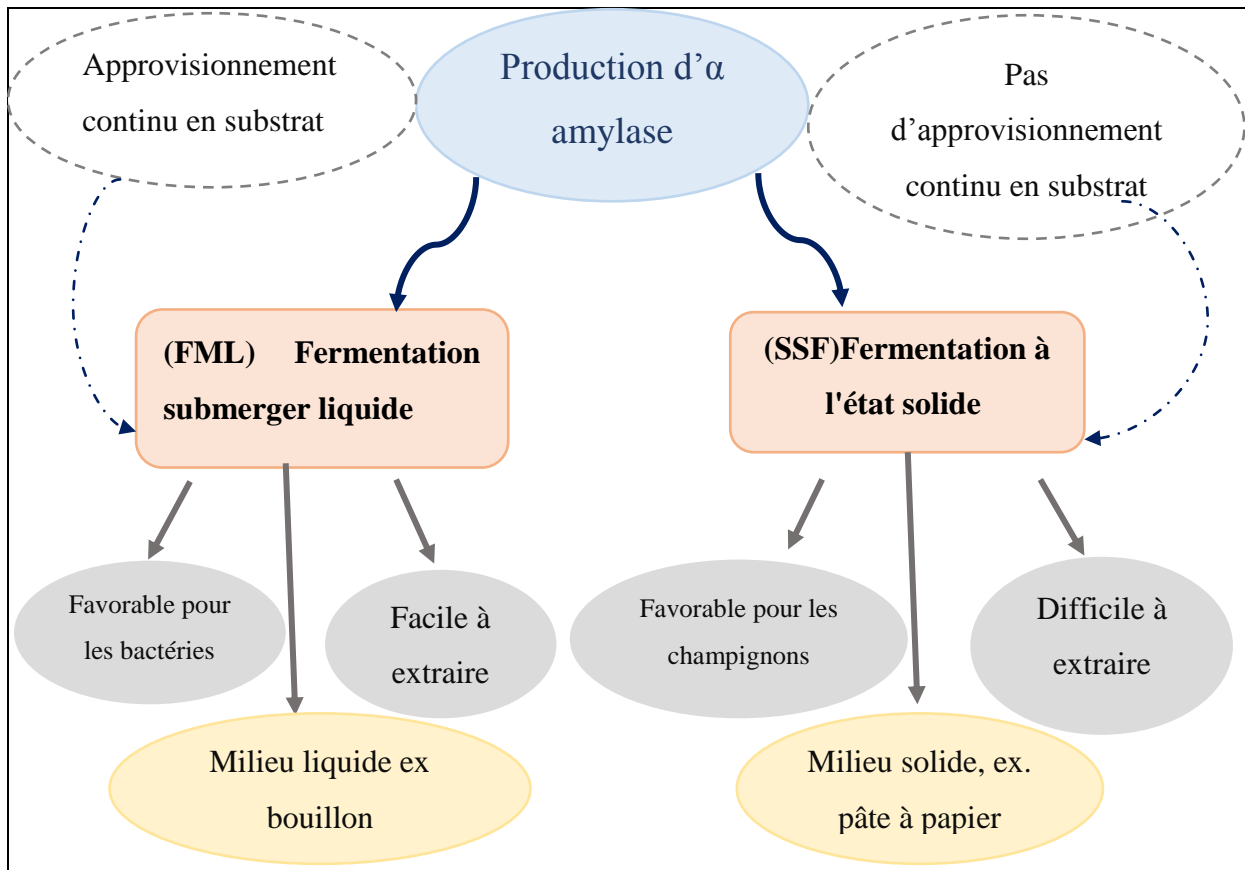 Approvisionnement
continu en substrat
Production d’α
amylase
Pas
d’approvisionnement
continu en substrat
(FML) Fermentation
submerger liquide
(SSF)Fermentation à
l'état solide
Favorable pour
les bactéries
Facile à
extraire
Favorable pour les
champignons
Difficile à
extraire
Milieu liquide ex
bouillon
Milieu solide, ex.
pâte à papier